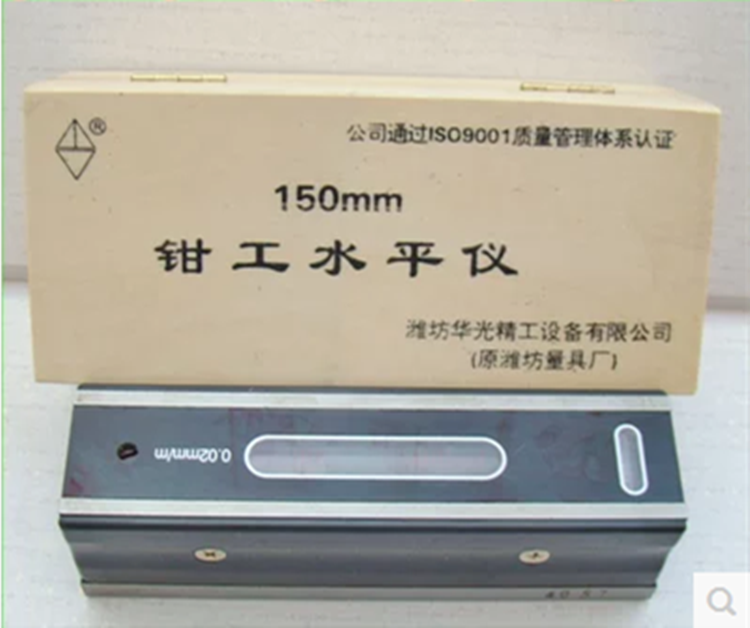 ®
公司通过ISO9001质量管理体系认证
150mm
钳工水平仪
潍坊华光精工设备有限公司
(原潍坊量具厂)
0.02mm/m